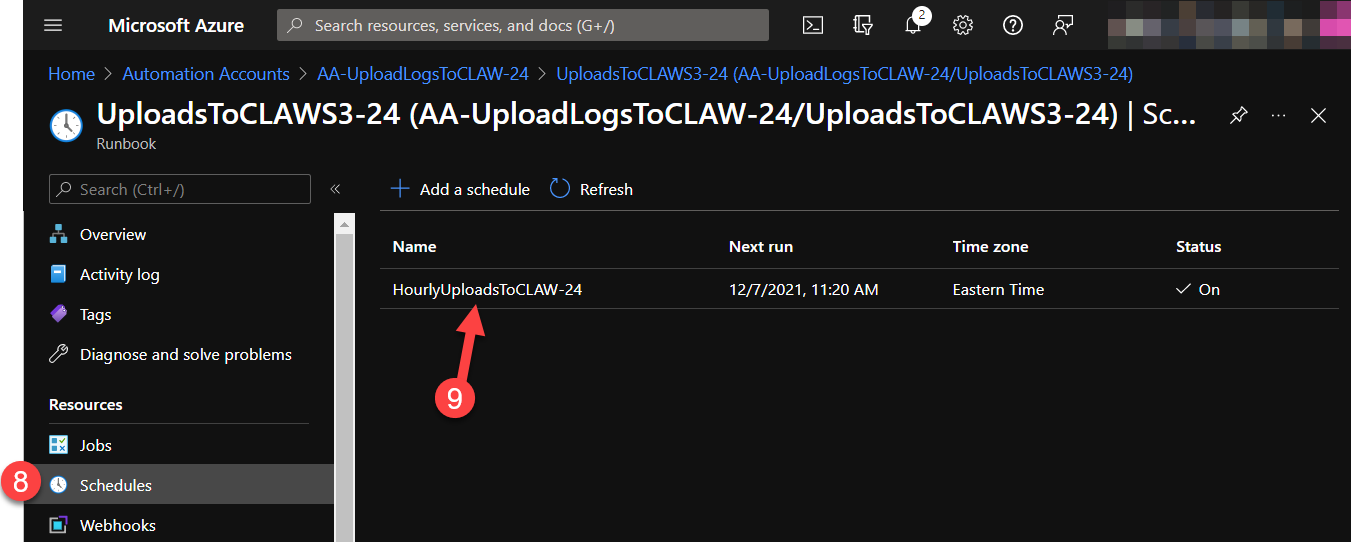 Microsoft Azure
Search resources, services, and docs (G+/)
2
Home > Automation Accounts > AA-UploadLogsToCLAW-24 > UploadsToCLAWS3-24 (AA-UploadLogsToCLAW-24/UploadsToCLAWS3-24)
UploadsToCLAWS3-24 (AA-UploadLogsToCLAW-24/UploadsToCLAWS3-24) | Sc...
Runbook
Search (Ctrl+/)
«
Add a schedule
Refresh
Overview
Activity log
Tags
Diagnose and solve problems
Resources
Jobs
8
Schedules
Webhooks
Name Next run Time zone Status
HourlyUploadsToCLAW-24 12/7/2021, 11:20 AM Eastern Time On
9